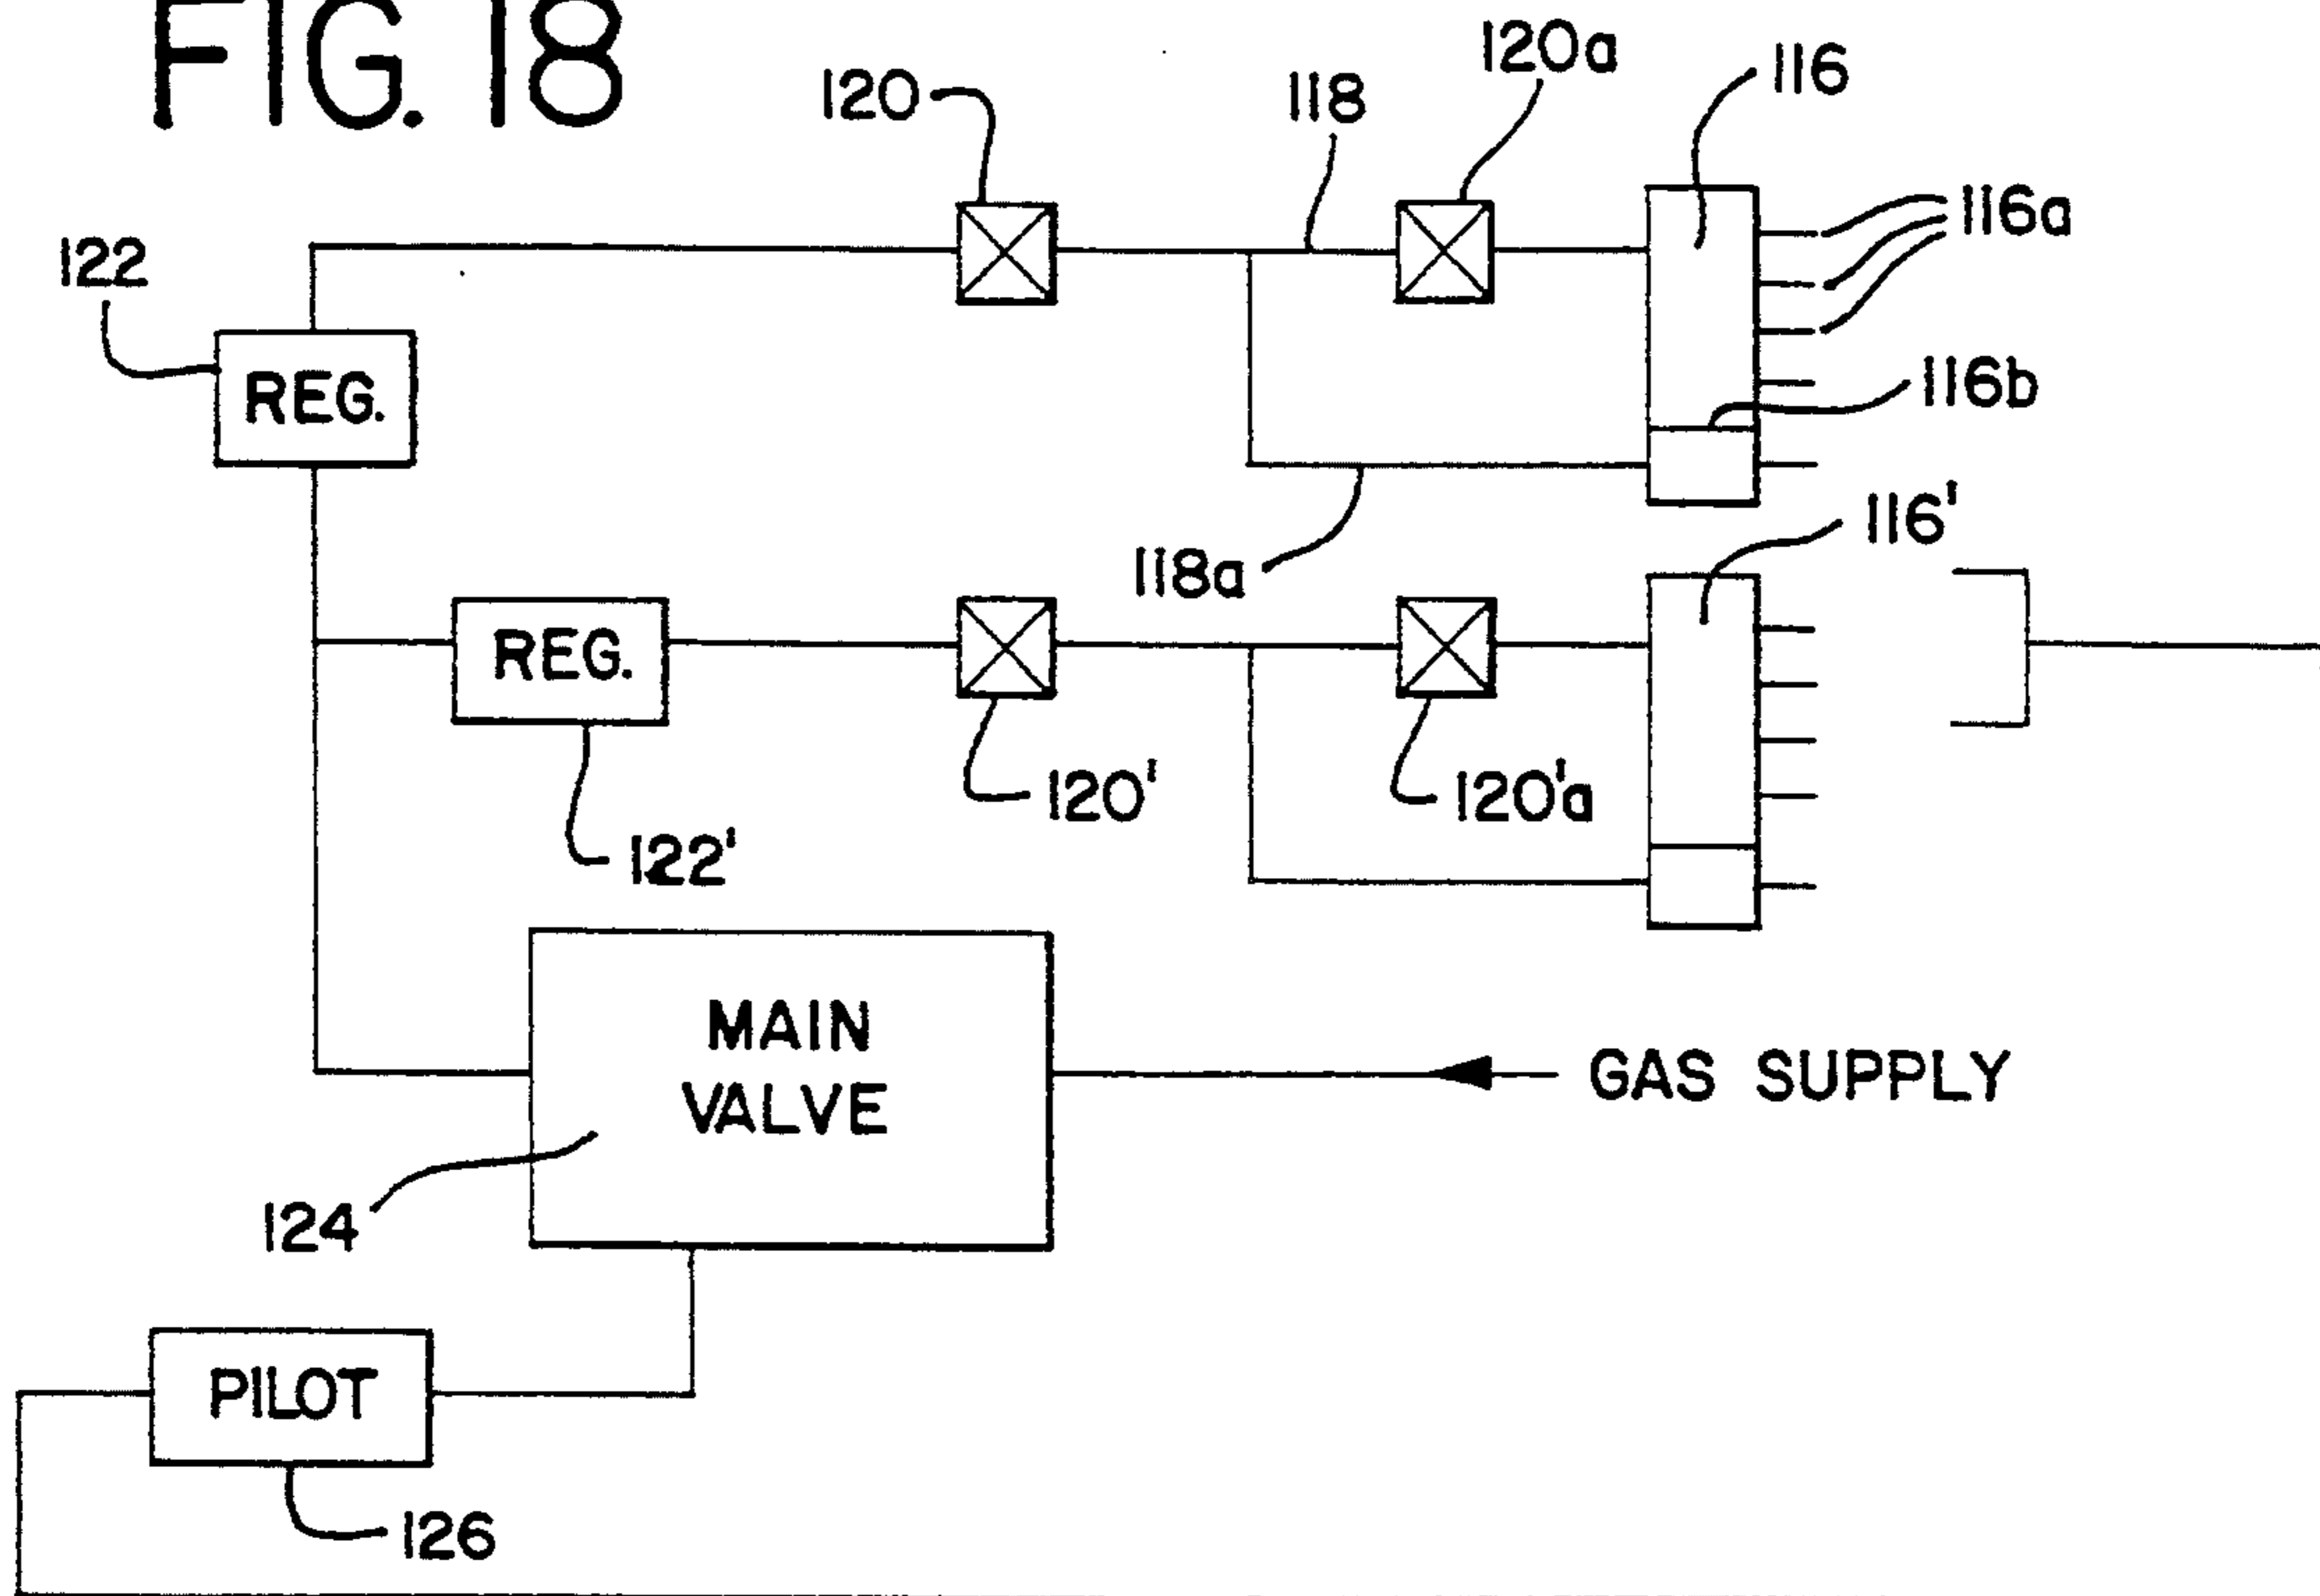 FIG. 18
120
118
120a
116
116a
122
REG.
116b
118a
116'
REG.
120'
120'a
122'
MAIN
VALVE
GAS SUPPLY
124
PILOT
126